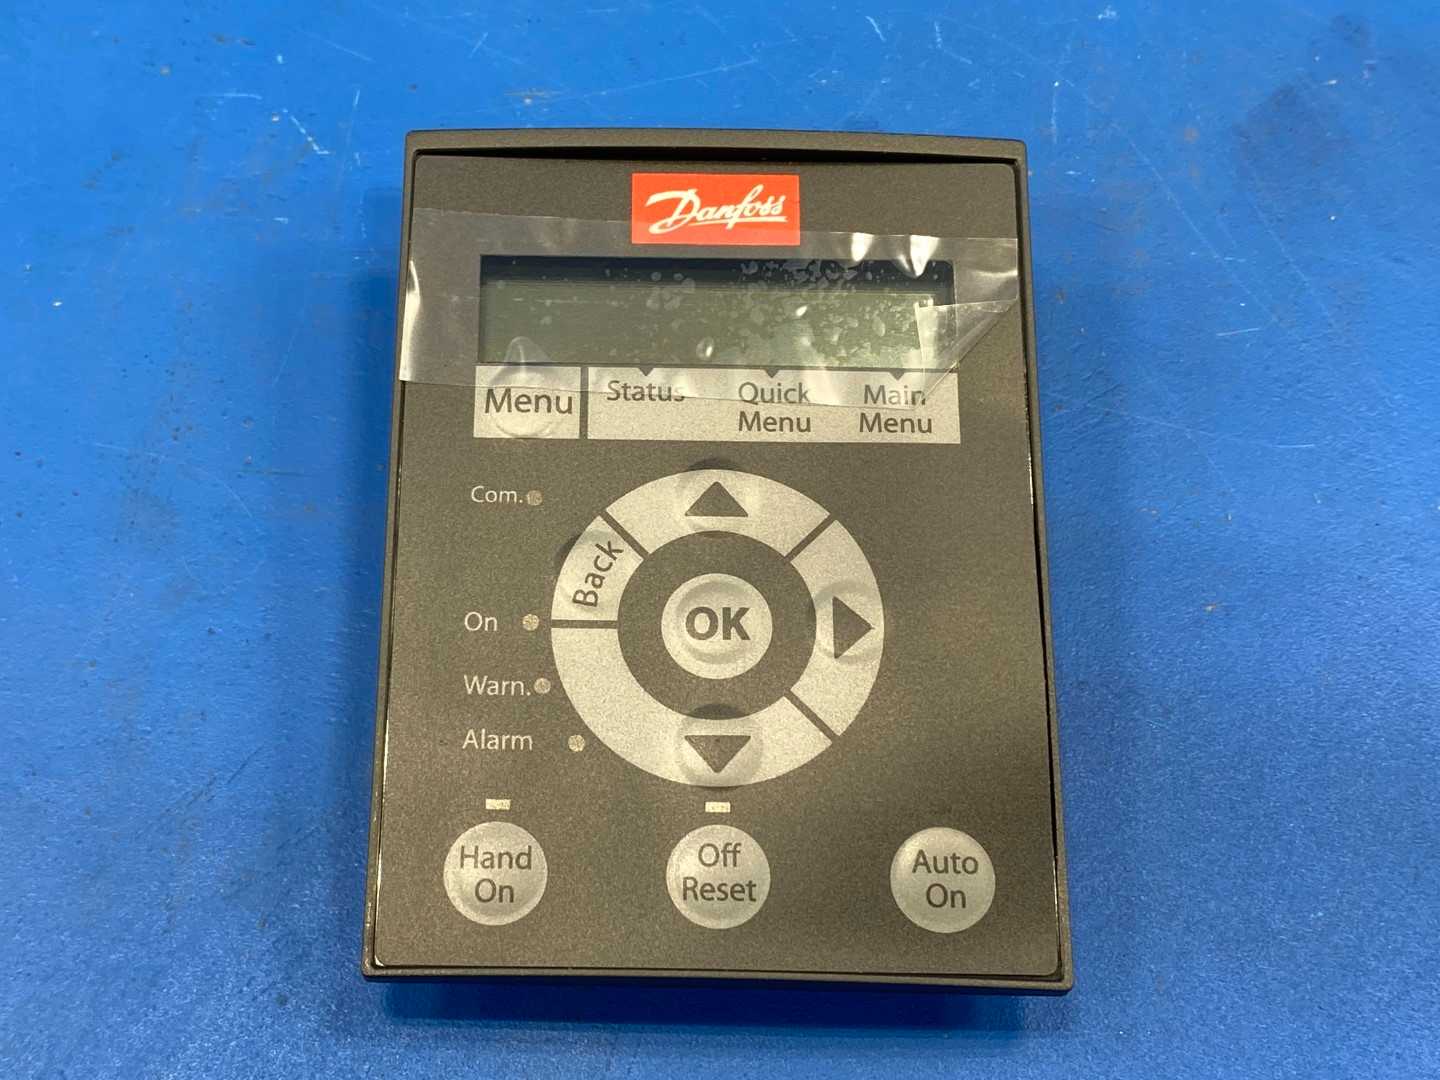 Danfoss
Menu
Status
Quick
Menu
Main
Menu
Com.
Back
OK
On
Warn.
Alarm
Hand
On
Off
Reset
Auto
On